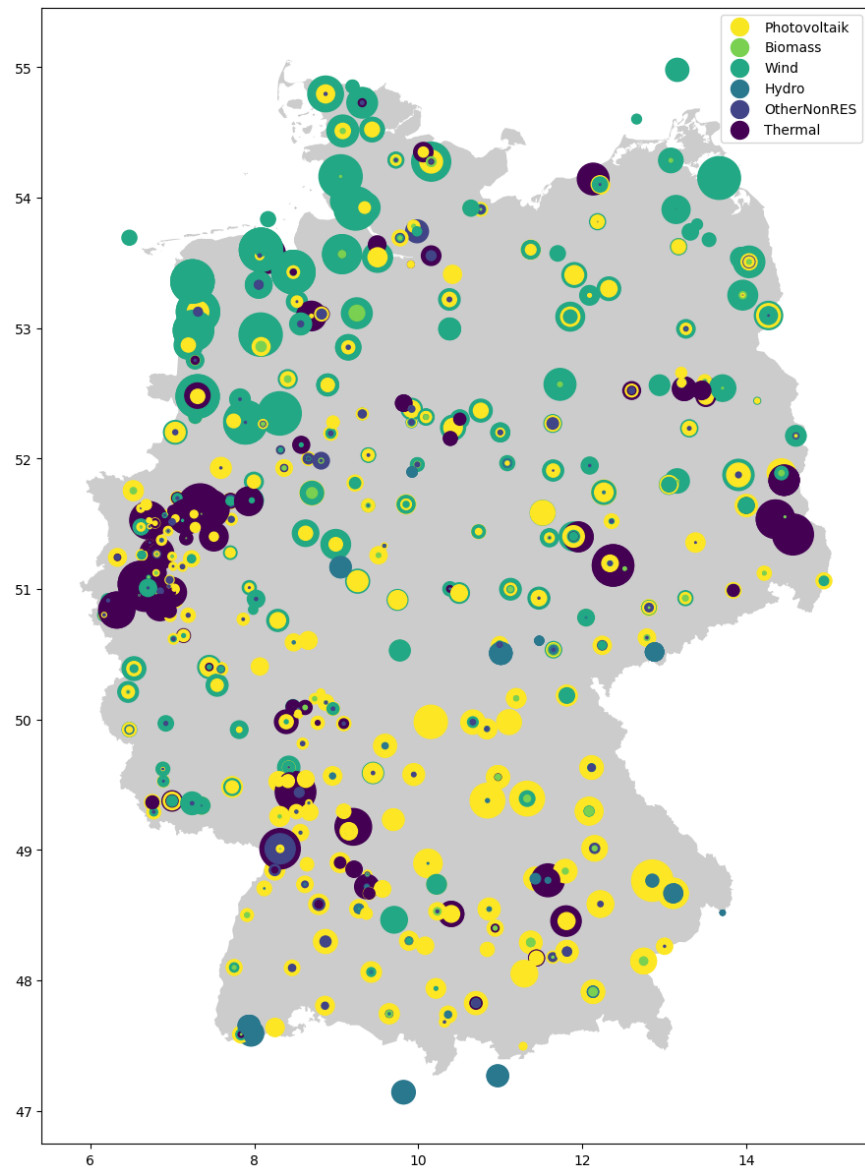 Photovoltaik
Biomass
Wind
Hydro
OtherNonRES
Thermal
55
54
53
52
51
50
49
48
47
6 8 10 12 14